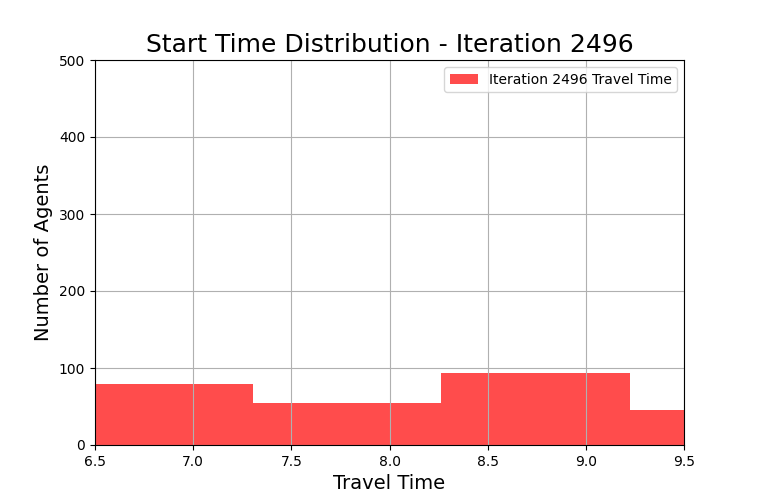 Start Time Distribution - Iteration 2496
Iteration 2496 Travel Time
Number of Agents
500
400
300
200
100
0
6.5 7.0 7.5 8.0 8.5 9.0 9.5
Travel Time